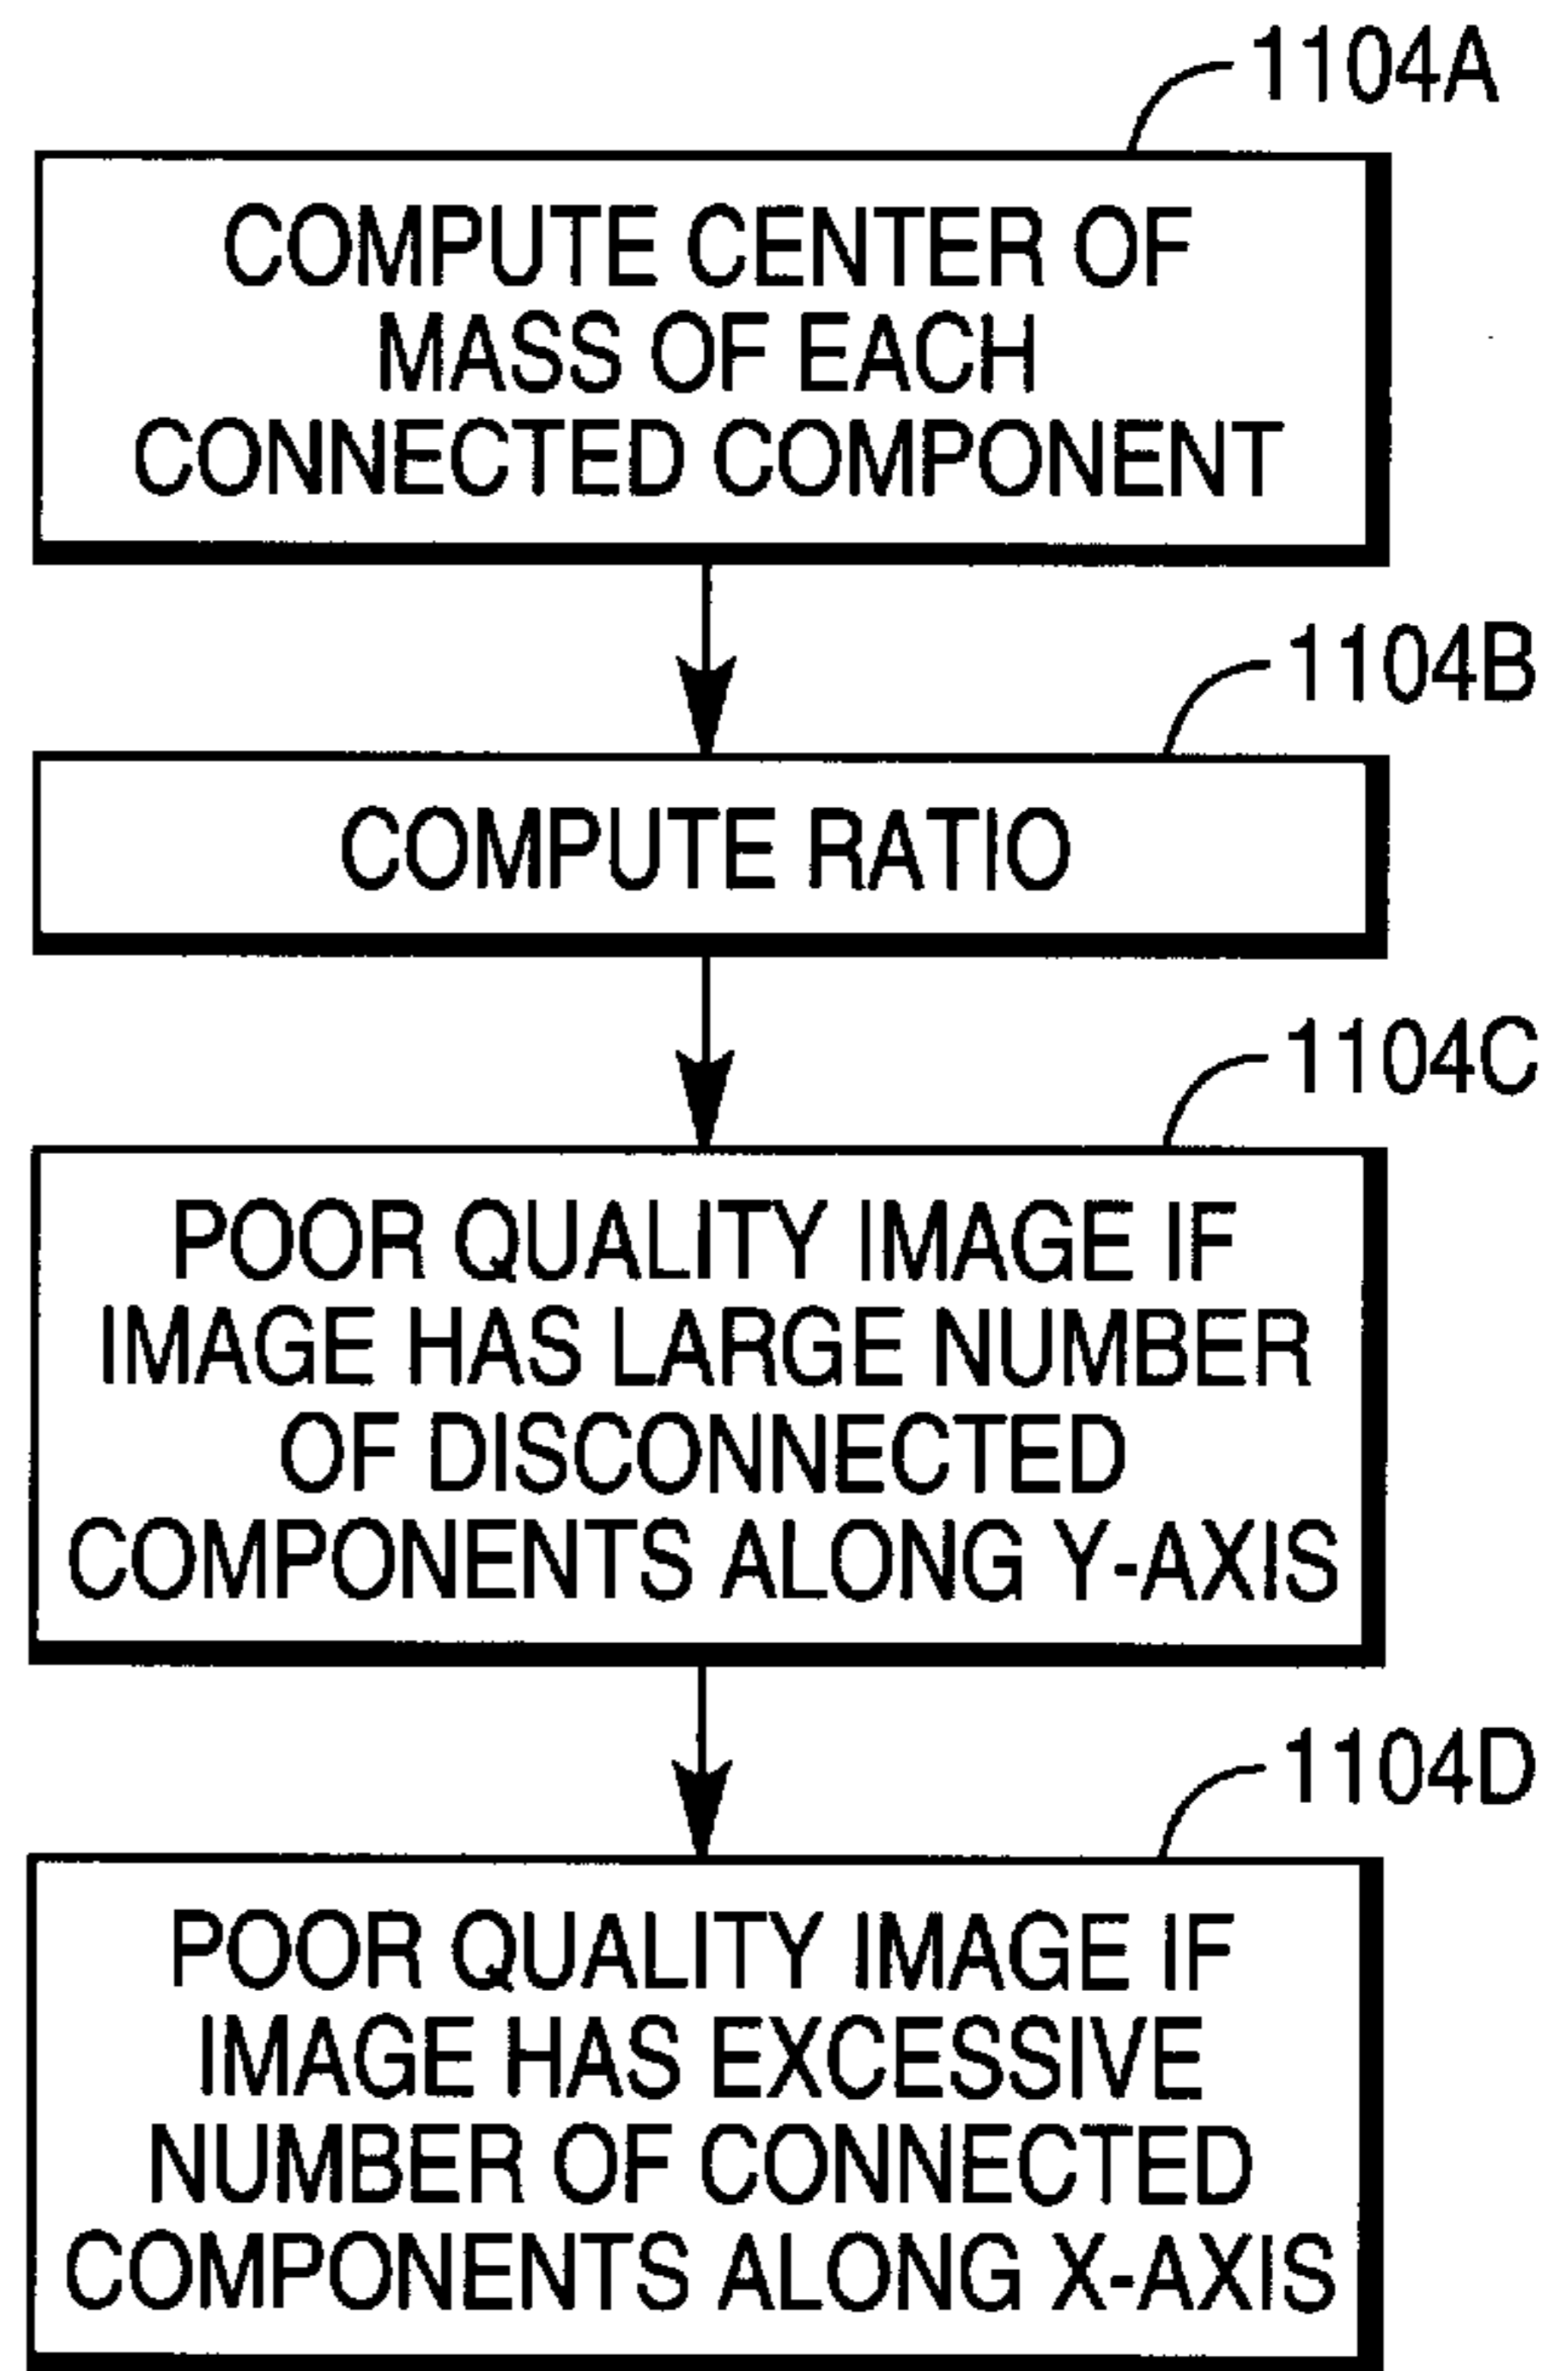 1104A
COMPUTE CENTER OF
MASS OF EACH
CONNECTED COMPONENT
1104B
COMPUTE RATIO
1104C
POOR QUALITY IMAGE IF
IMAGE HAS LARGE NUMBER
OF DISCONNECTED
COMPONENTS ALONG Y-AXIS
1104D
POOR QUALITY IMAGE IF
IMAGE HAS EXCESSIVE
NUMBER OF CONNECTED
COMPONENTS ALONG X-AXIS